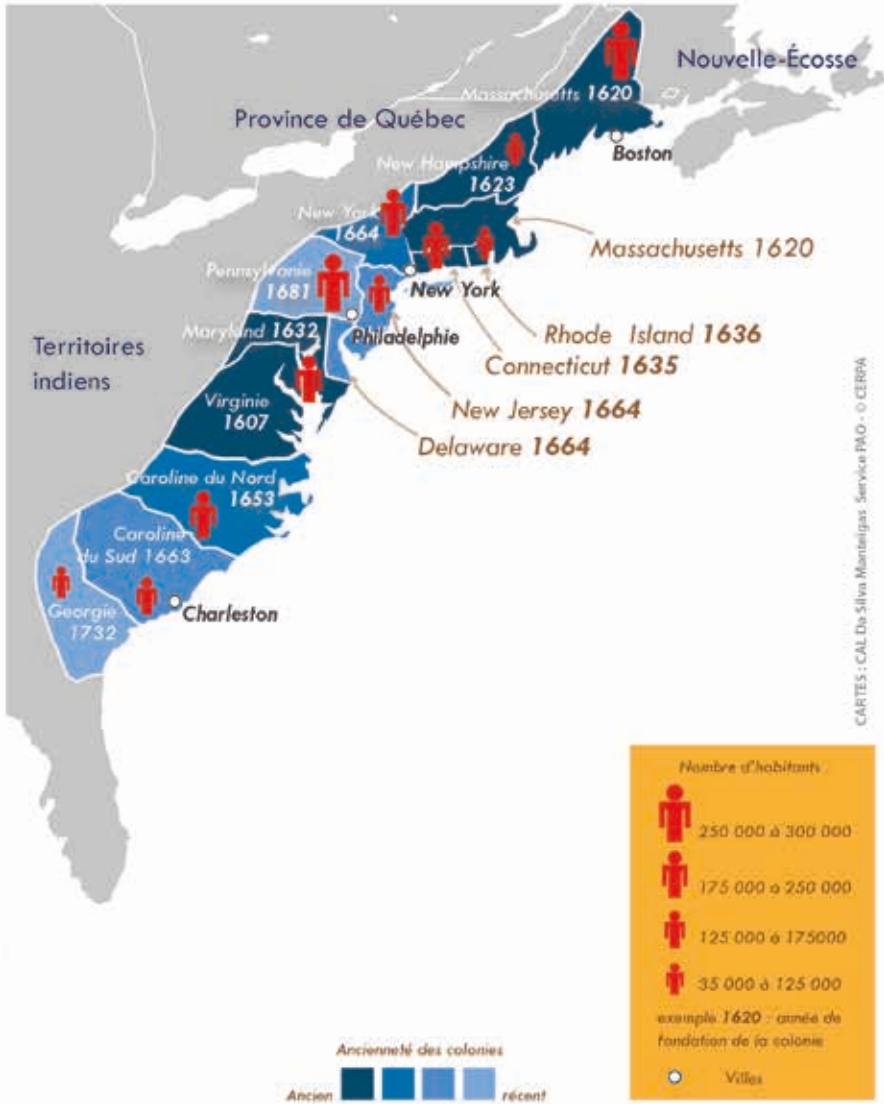 Nouvelle-Écosse
Massachusetts 1620
Province de Québec
Boston
New Hampshire
1623
New York
1664
Massachusetts 1620
Pennsylvanie
1681
New York
Maryland 1632
Philadelphie
Rhode Island 1636
Territoires
indiens
Connecticut 1635
Virginie
1607
New Jersey 1664
Delaware 1664
Caroline du Nord
1653
Caroline
du Sud 1663
Georgie
1732
Charleston
CARTES : CAL Da Silva Manteigas Service PAO - © CERPA
Nombre d'habitants :
250 000 à 300 000
175 000 à 250 000
125 000 à 175000
35 000 à 125 000
exemple 1620 : année de
fondation de la colonie
Villes
Ancienneté des colonies
Ancien récent